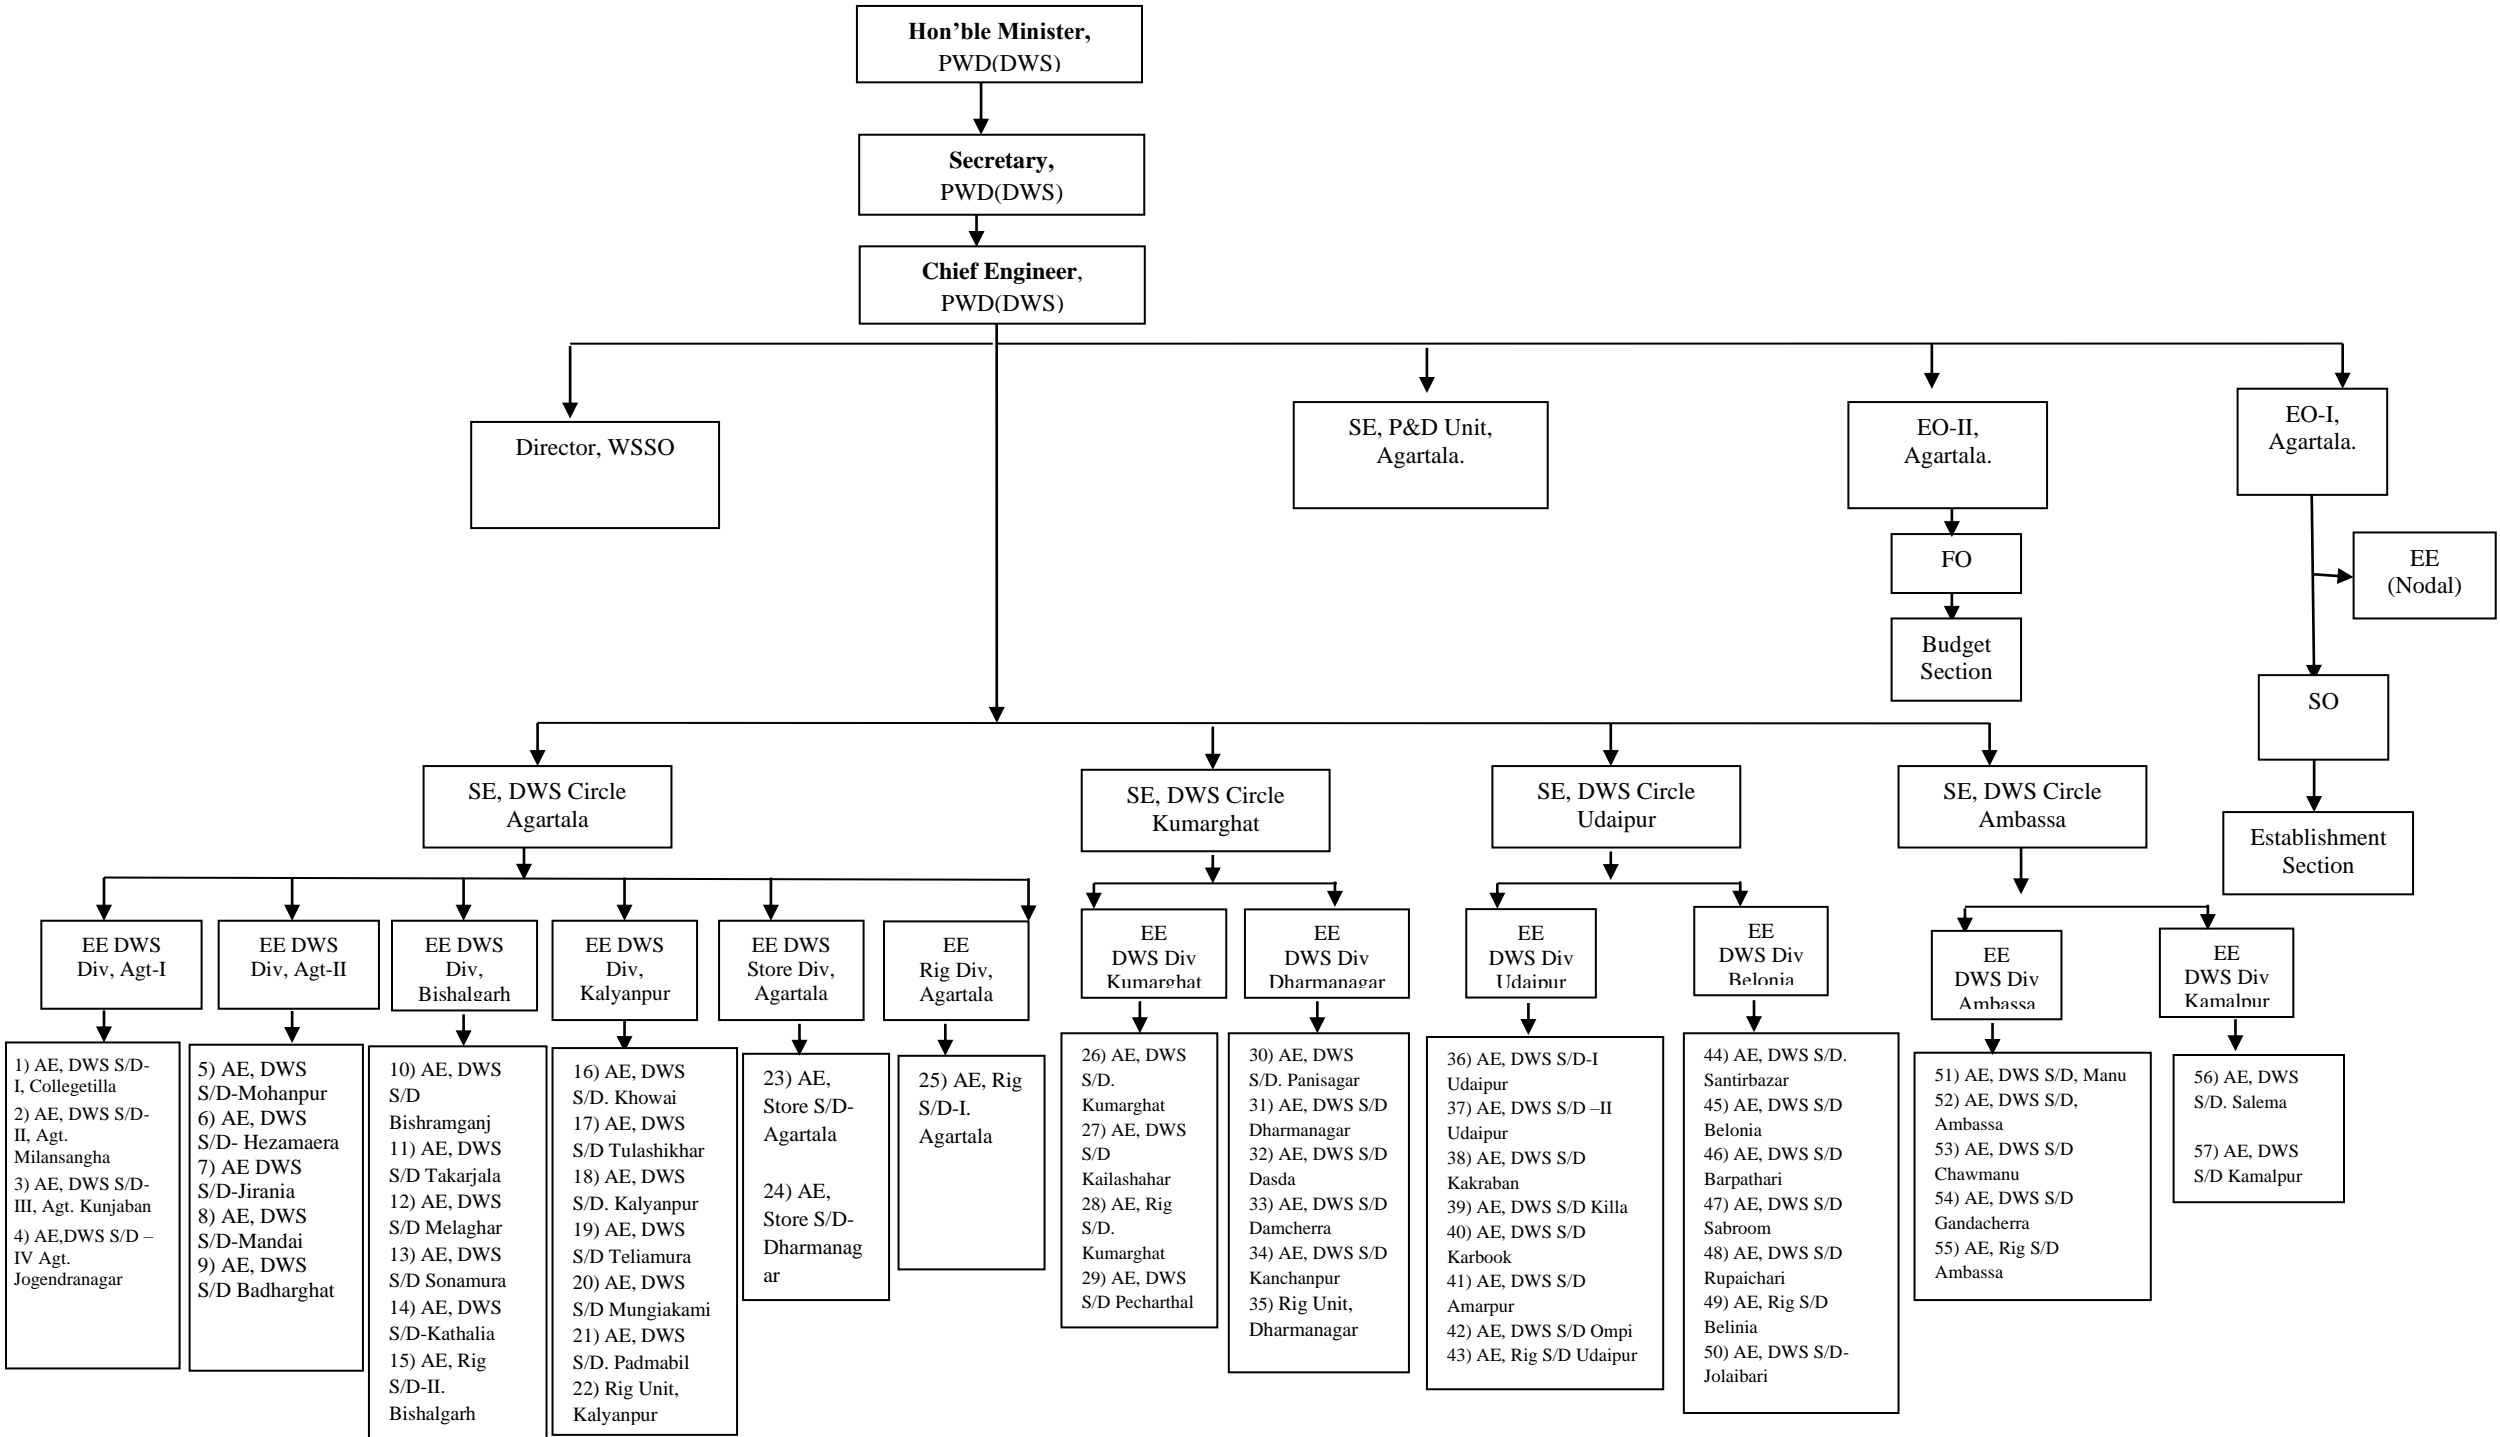 Hon’ble Minister,
PWD(DWS)
Secretary,
PWD(DWS)
Chief Engineer,
PWD(DWS)
Director, WSSO
SE, P&D Unit,
Agartala.
EO-II,
Agartala.
EO-I,
Agartala.
FO
EE
(Nodal)
Budget
Section
SO
Establishment
Section
SE, DWS Circle
Agartala
SE, DWS Circle
Kumarghat
SE, DWS Circle
Udaipur
SE, DWS Circle
Ambassa
EE DWS
Div, Agt-I
EE DWS
Div, Agt-II
EE DWS
Div,
Bishalgarh
EE DWS
Div,
Kalyanpur
EE DWS
Store Div,
Agartala
EE
Rig Div,
Agartala
EE
DWS Div
Kumarghat
EE
DWS Div
Dharmanagar
EE
DWS Div
Udaipur
EE
DWS Div
Belonia
EE
DWS Div
Ambassa
EE
DWS Div
Kamalpur
1) AE, DWS S/D-
I, Collegetilla
2) AE, DWS S/D-
II, Agt.
Milansangha
3) AE, DWS S/D-
III, Agt. Kunjaban
4) AE,DWS S/D –
IV Agt.
Jogendranagar
5) AE, DWS
S/D-Mohanpur
6) AE, DWS
S/D- Hezamaera
7) AE DWS
S/D-Jirania
8) AE, DWS
S/D-Mandai
9) AE, DWS
S/D Badharghat
10) AE, DWS
S/D
Bishramganj
11) AE, DWS
S/D Takarjala
12) AE, DWS
S/D Melaghar
13) AE, DWS
S/D Sonamura
14) AE, DWS
S/D-Kathalia
15) AE, Rig
S/D-II.
Bishalgarh
16) AE, DWS
S/D. Khowai
17) AE, DWS
S/D Tulashikhar
18) AE, DWS
S/D. Kalyanpur
19) AE, DWS
S/D Teliamura
20) AE, DWS
S/D Mungiakami
21) AE, DWS
S/D. Padmabil
22) Rig Unit,
Kalyanpur
23) AE,
Store S/D-
Agartala
24) AE,
Store S/D-
Dharmanag
ar
25) AE, Rig
S/D-I.
Agartala
26) AE, DWS
S/D.
Kumarghat
27) AE, DWS
S/D
Kailashahar
28) AE, Rig
S/D.
Kumarghat
29) AE, DWS
S/D Pecharthal
30) AE, DWS
S/D. Panisagar
31) AE, DWS S/D
Dharmanagar
32) AE, DWS S/D
Dasda
33) AE, DWS S/D
Damcherra
34) AE, DWS S/D
Kanchanpur
35) Rig Unit,
Dharmanagar
36) AE, DWS S/D-I
Udaipur
37) AE, DWS S/D –II
Udaipur
38) AE, DWS S/D
Kakraban
39) AE, DWS S/D Killa
40) AE, DWS S/D
Karbook
41) AE, DWS S/D
Amarpur
42) AE, DWS S/D Ompi
43) AE, Rig S/D Udaipur
44) AE, DWS S/D.
Santirbazar
45) AE, DWS S/D
Belonia
46) AE, DWS S/D
Barpathari
47) AE, DWS S/D
Sabroom
48) AE, DWS S/D
Rupaichari
49) AE, Rig S/D
Belinia
50) AE, DWS S/D-
Jolaibari
51) AE, DWS S/D, Manu
52) AE, DWS S/D,
Ambassa
53) AE, DWS S/D
Chawmanu
54) AE, DWS S/D
Gandacherra
55) AE, Rig S/D
Ambassa
56) AE, DWS
S/D. Salema
57) AE, DWS
S/D Kamalpur